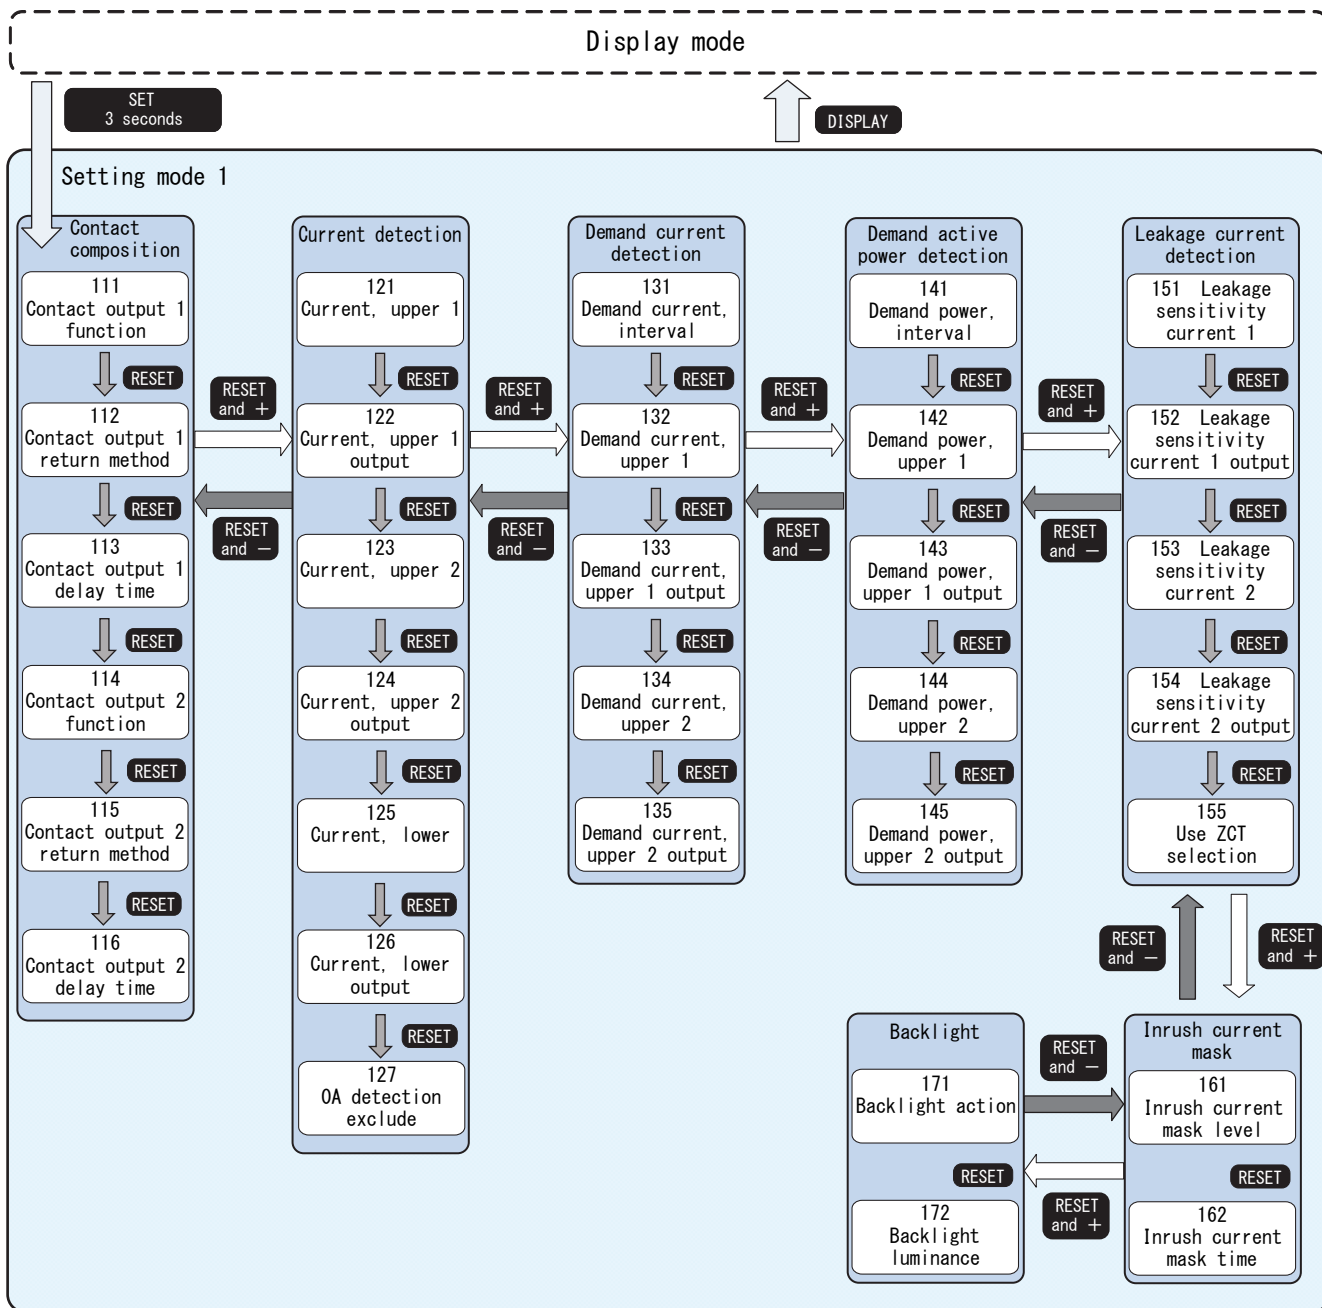 Display mode
SET
3 seconds
DISPLAY
Setting mode 1
Contact
composition
111
Contact output 1
function
RESET
112
Contact output 1
return method
RESET
113
Contact output 1
delay time
RESET
114
Contact output 2
function
RESET
115
Contact output 2
return method
RESET
116
Contact output 2
delay time
RESET
and +
RESET
and −
Current detection
121
Current, upper 1
RESET
122
Current, upper 1
output
RESET
123
Current, upper 2
RESET
124
Current, upper 2
output
RESET
125
Current, lower
RESET
126
Current, lower
output
RESET
127
0A detection
exclude
RESET
and +
RESET
and −
Demand current
detection
131
Demand current,
interval
RESET
132
Demand current,
upper 1
RESET
133
Demand current,
upper 1 output
RESET
134
Demand current,
upper 2
RESET
135
Demand current,
upper 2 output
RESET
and +
RESET
and −
Demand active
power detection
141
Demand power,
interval
RESET
142
Demand power,
upper 1
RESET
143
Demand power,
upper 1 output
RESET
144
Demand power,
upper 2
RESET
145
Demand power,
upper 2 output
RESET
and +
RESET
and −
Leakage current
detection
151 Leakage
sensitivity
current 1
RESET
152 Leakage
sensitivity
current 1 output
RESET
153 Leakage
sensitivity
current 2
RESET
154 Leakage
sensitivity
current 2 output
RESET
155
Use ZCT
selection
RESET
and −
RESET
and +
Inrush current
mask
161
Inrush current
mask level
RESET
162
Inrush current
mask time
RESET
and −
RESET
and +
Backlight
171
Backlight action
RESET
172
Backlight
luminance